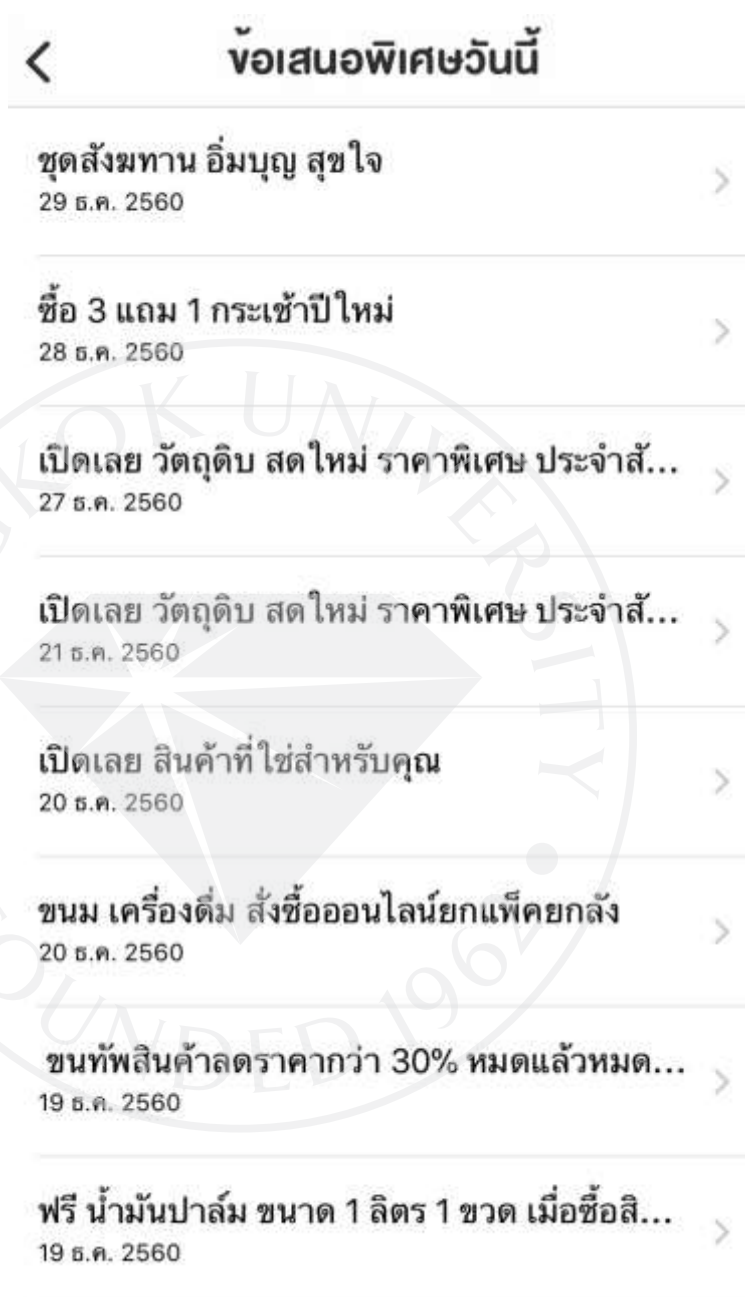 ข้อเสนอพิเศษวันนี้
ชุดสังฆทาน อิ่มบุญ สุขใจ
29 ธ.ค. 2560
ซื้อ 3 แถม 1 กระเช้าปีใหม่
28 ธ.ค. 2560
เปิดเลย วัตถุดิบ สดใหม่ ราคาพิเศษ ประจำสั...
27 ธ.ค. 2560
เปิดเลย วัตถุดิบ สดใหม่ ราคาพิเศษ ประจำสั...
21 ธ.ค. 2560
เปิดเลย สินค้าที่ใช่สำหรับคุณ
20 ธ.ค. 2560
ขนม เครื่องดื่ม สั่งซื้อออนไลน์ยกแพ็คยกลัง
20 ธ.ค. 2560
ขนทัพสินค้าลดราคากว่า 30% หมดแล้วหมด...
19 ธ.ค. 2560
ฟรี น้ำมันปาล์ม ขนาด 1 ลิตร 1 ขวด เมื่อซื้อสิ...
19 ธ.ค. 2560
GKOK UNIVERSITY
FOUNDED 1962